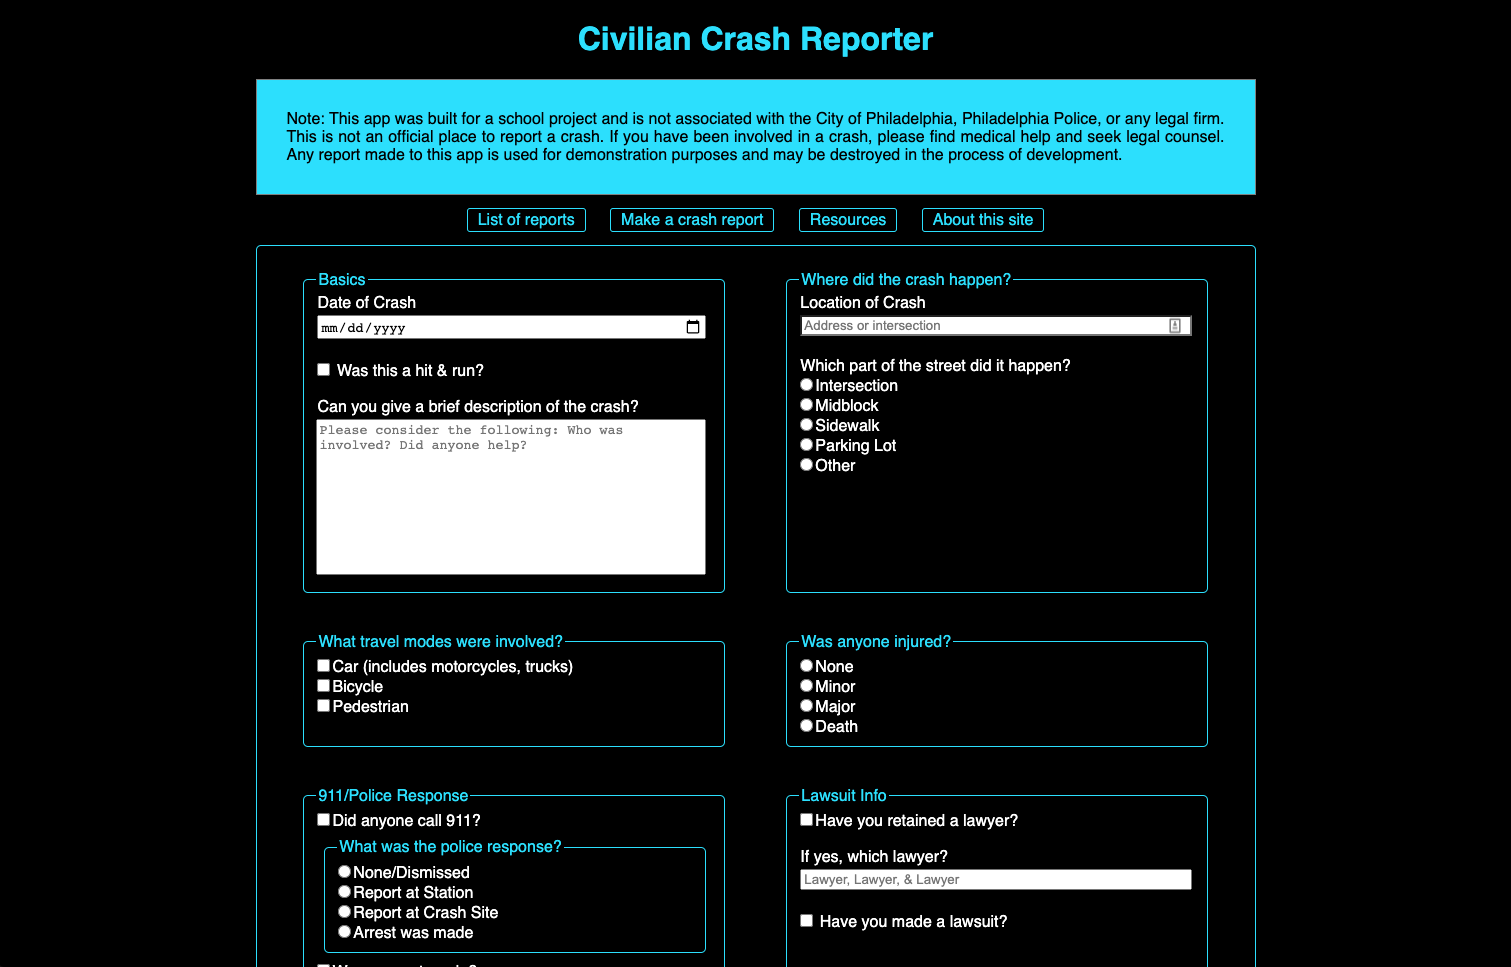 Civilian Crash Reporter
Note: This app was built for a school project and is not associated with the City of Philadelphia, Philadelphia Police, or any legal firm.
This is not an official place to report a crash. If you have been involved in a crash, please find medical help and seek legal counsel.
Any report made to this app is used for demonstration purposes and may be destroyed in the process of development.
List of reports
Make a crash report
Resources
About this site
Basics
Date of Crash
mm/dd/yyyy
Was this a hit & run?
Can you give a brief description of the crash?
Please consider the following: Who was
involved? Did anyone help?
Where did the crash happen?
Location of Crash
Address or intersection
Which part of the street did it happen?
Intersection
Midblock
Sidewalk
Parking Lot
Other
What travel modes were involved?
Car (includes motorcycles, trucks)
Bicycle
Pedestrian
Was anyone injured?
None
Minor
Major
Death
911/Police Response
Did anyone call 911?
What was the police response?
None/Dismissed
Report at Station
Report at Crash Site
Arrest was made
Lawsuit Info
Have you retained a lawyer?
If yes, which lawyer?
Lawyer, Lawyer, & Lawyer
Have you made a lawsuit?